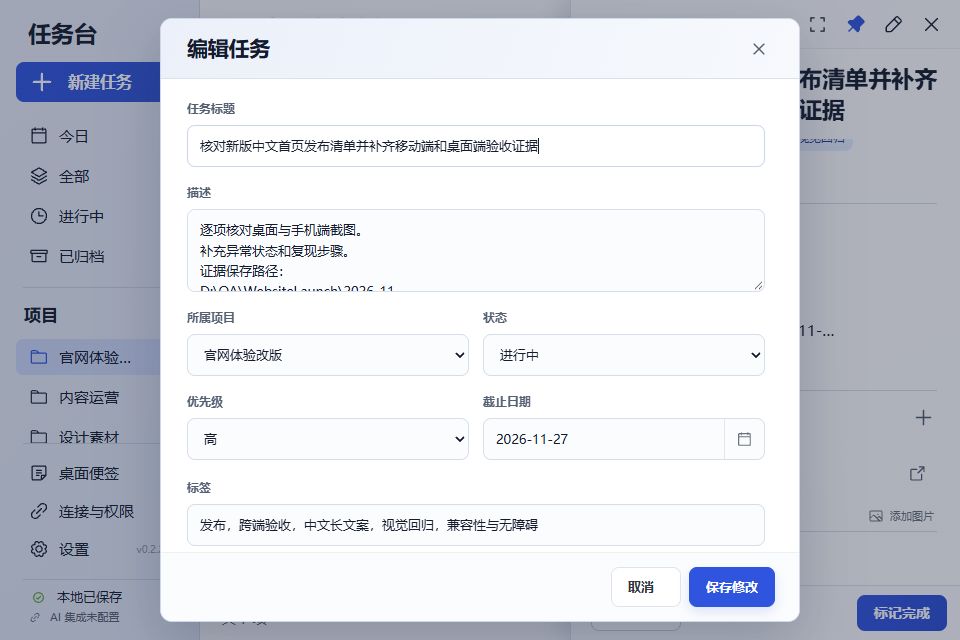 任务台
新建任务
今日
全部
进行中
已归档
项目
官网体验...
内容运营
设计素材
桌面便签
连接与权限
设置
v0.2.
本地已保存
AI 集成未配置
编辑任务
任务标题
核对新版中文首页发布清单并补齐移动端和桌面端验收证据
描述
逐项核对桌面与手机端截图。
补充异常状态和复现步骤。
证据保存路径：
D:\QA\WebsiteLaunch\2026-11
所属项目
状态
官网体验改版
进行中
优先级
截止日期
高
2026-11-27
标签
发布，跨端验收，中文长文案，视觉回归，兼容性与无障碍
取消
保存修改
布清单并补齐
证据
视觉回归
11-...
添加图片
标记完成